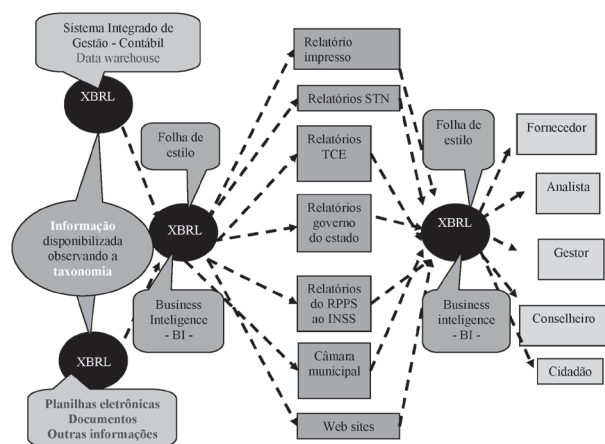 Sistema Integrado de
Gestão - Contábil
Data warehouse
XBRL
Informação
disponibilizada
observando a
taxonomia
XBRL
Planilhas eletrônicas
Documentos
Outras informações
Folha de
estilo
XBRL
Business
Inteligence
- BI -
Relatório
impresso
Relatórios STN
Relatórios
TCE
Relatórios
governo
do estado
Relatórios
do RPPS
ao INSS
Câmara
municipal
Web sites
Folha de
estilo
XBRL
Business
inteligence
- BI -
Fornecedor
Analista
Gestor
Conselheiro
Cidadão